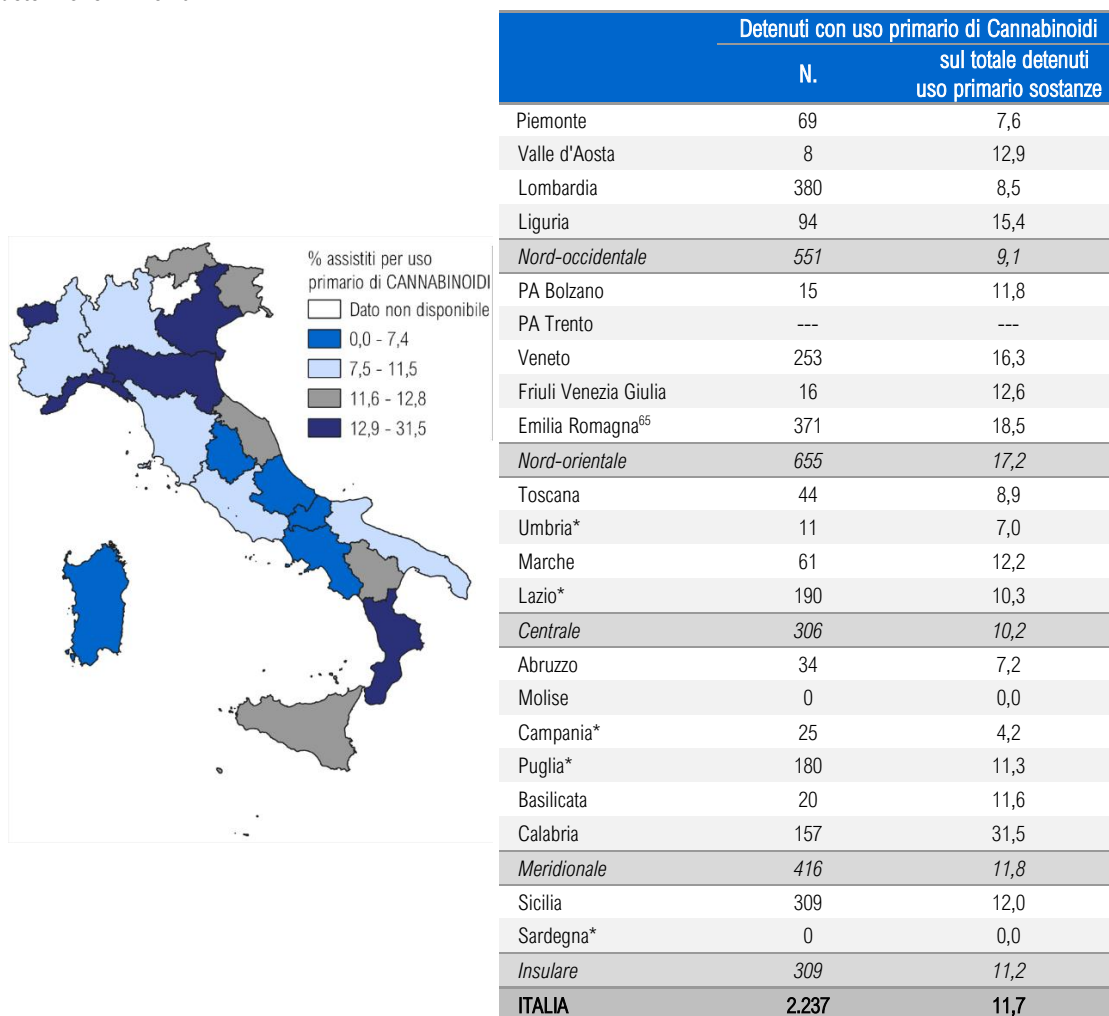 % assistiti per uso
primario di CANNABINOIDI
Dato non disponibile
0,0 - 7,4
7,5 - 11,5
11,6 - 12,8
12,9 - 31,5
Detenuti con uso primario di Cannabinoidi
N.
sul totale detenuti
uso primario sostanze
Piemonte 69 7,6
Valle d'Aosta 8 12,9
Lombardia 380 8,5
Liguria 94 15,4
Nord-occidentale 551 9,1
PA Bolzano 15 11,8
PA Trento --- ---
Veneto 253 16,3
Friuli Venezia Giulia 16 12,6
Emilia Romagna⁶⁵ 371 18,5
Nord-orientale 655 17,2
Toscana 44 8,9
Umbria* 11 7,0
Marche 61 12,2
Lazio* 190 10,3
Centrale 306 10,2
Abruzzo 34 7,2
Molise 0 0,0
Campania* 25 4,2
Puglia* 180 11,3
Basilicata 20 11,6
Calabria 157 31,5
Meridionale 416 11,8
Sicilia 309 12,0
Sardegna* 0 0,0
Insulare 309 11,2
ITALIA 2.237 11,7